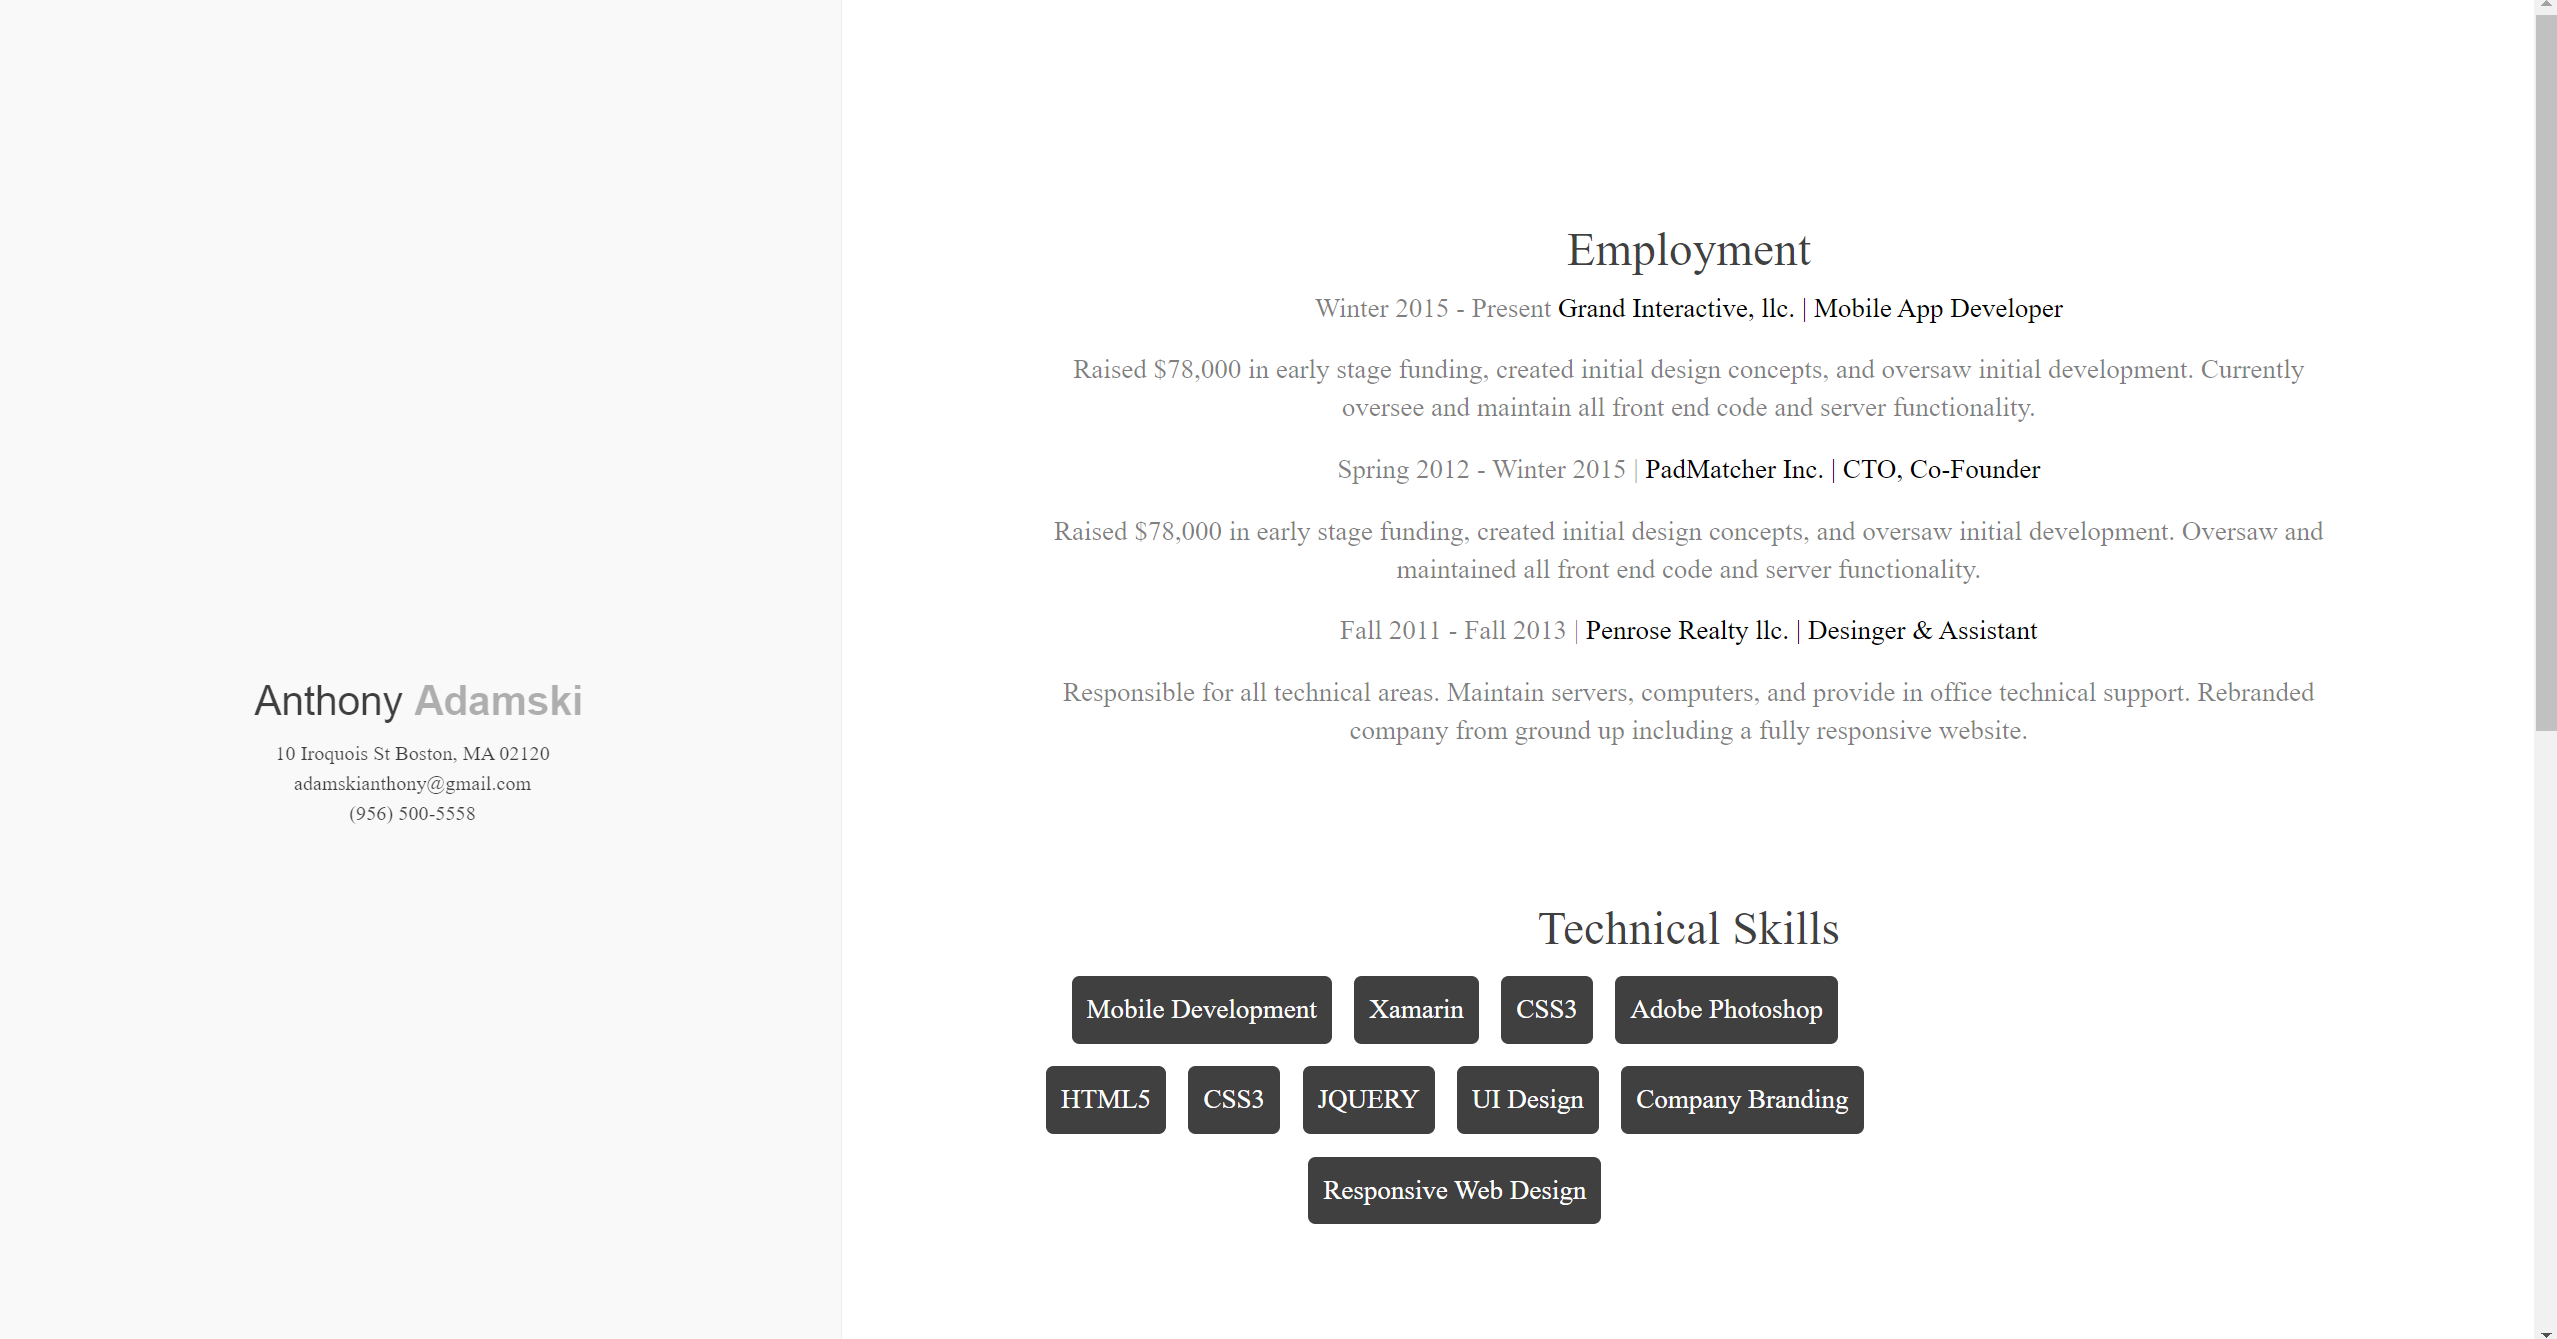 Anthony Adamski
10 Iroquois St Boston, MA 02120
adamskianthony@gmail.com
(956) 500-5558
Employment
Winter 2015 - Present Grand Interactive, llc. | Mobile App Developer
Raised $78,000 in early stage funding, created initial design concepts, and oversaw initial development. Currently
oversee and maintain all front end code and server functionality.
Spring 2012 - Winter 2015 | PadMatcher Inc. | CTO, Co-Founder
Raised $78,000 in early stage funding, created initial design concepts, and oversaw initial development. Oversaw and
maintained all front end code and server functionality.
Fall 2011 - Fall 2013 | Penrose Realty llc. | Desinger & Assistant
Responsible for all technical areas. Maintain servers, computers, and provide in office technical support. Rebranded
company from ground up including a fully responsive website.
Technical Skills
Mobile Development Xamarin CSS3 Adobe Photoshop
HTML5 CSS3 JQUERY UI Design Company Branding
Responsive Web Design